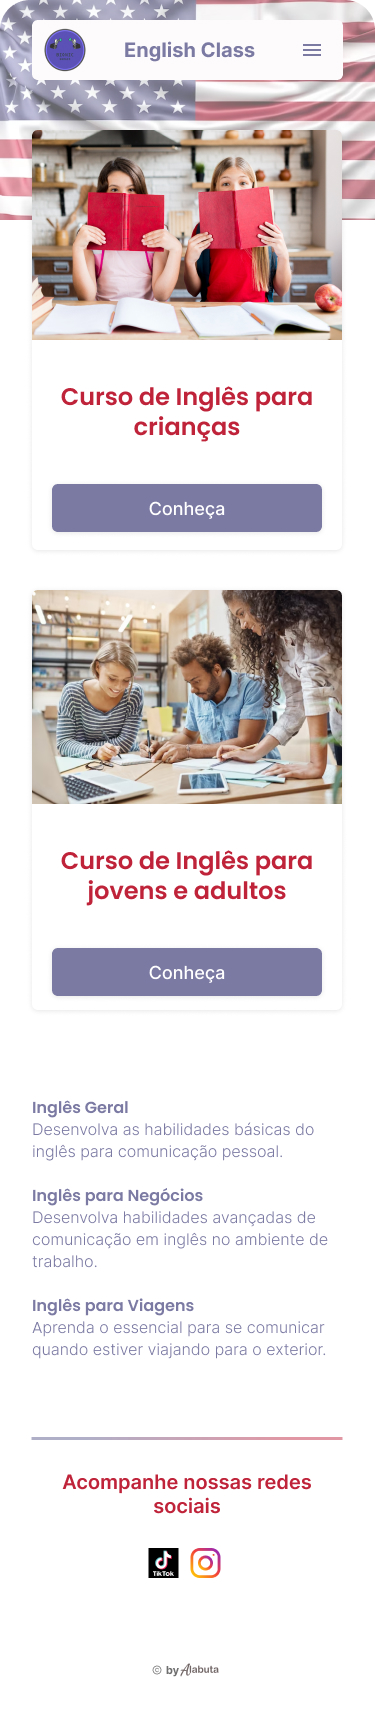 English Class
Curso de Inglês para
crianças
Conheça
Curso de Inglês para
jovens e adultos
Conheça
Inglês Geral
Desenvolva as habilidades básicas do
inglês para comunicação pessoal.
Inglês para Negócios
Desenvolva habilidades avançadas de
comunicação em inglês no ambiente de
trabalho.
Inglês para Viagens
Aprenda o essencial para se comunicar
quando estiver viajando para o exterior.
Acompanhe nossas redes
sociais
TikTok
© by Alabuta